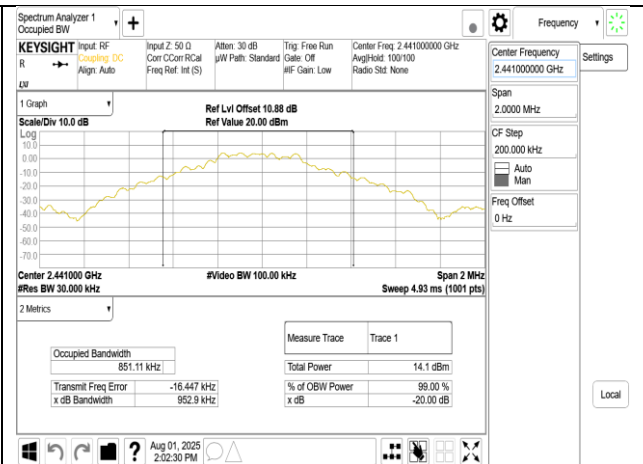 Spectrum Analyzer 1
Occupied BW
+
Frequency
KEYSIGHT
R
Input: RF
Coupling: DC
Align: Auto
Input Z: 50 Ω
Corr CCorr RCal
Freq Ref: Int (S)
Atten: 30 dB
µW Path: Standard
Trig: Free Run
Gate: Off
#IF Gain: Low
Center Freq: 2.441000000 GHz
Avg|Hold: 100/100
Radio Std: None
Center Frequency
2.441000000 GHz
Settings
Span
2.0000 MHz
CF Step
200.000 kHz
Auto
Man
Freq Offset
0 Hz
1 Graph
Scale/Div 10.0 dB
Ref Lvl Offset 10.88 dB
Ref Value 20.00 dBm
Log
10.0
0.00
-10.0
-20.0
-30.0
-40.0
-50.0
-60.0
-70.0
Center 2.441000 GHz
#Res BW 30.000 kHz
#Video BW 100.00 kHz
Span 2 MHz
Sweep 4.93 ms (1001 pts)
2 Metrics
Occupied Bandwidth
851.11 kHz
Transmit Freq Error -16.447 kHz
x dB Bandwidth 952.9 kHz
Measure Trace Trace 1
Total Power 14.1 dBm
% of OBW Power 99.00 %
x dB -20.00 dB
Local
?
Aug 01, 2025
2:02:30 PM